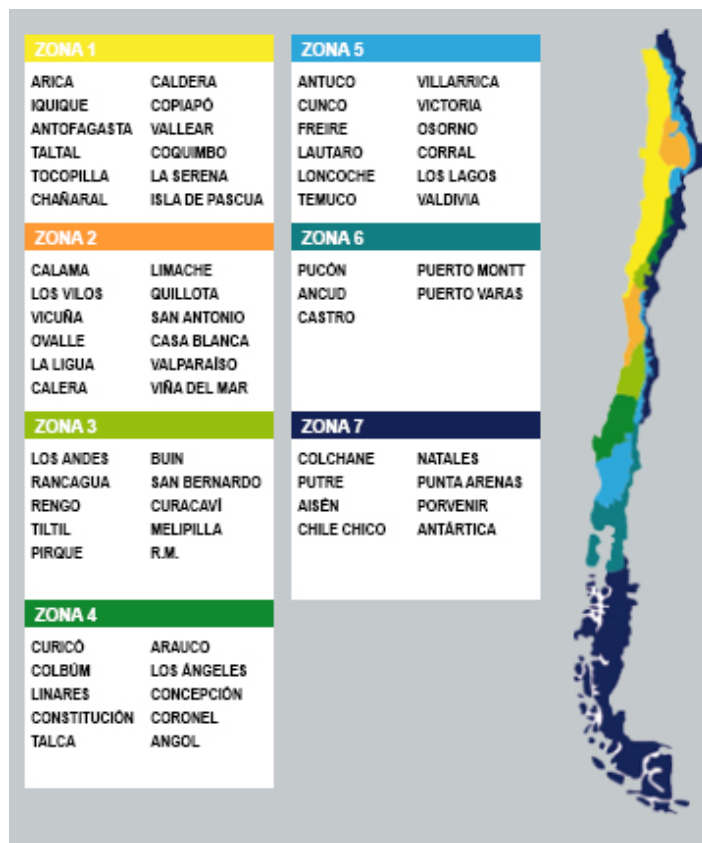 ZONA 1
ARICA CALDERA
IQUIQUE COPIAPÓ
ANTOFAGASTA VALLEAR
TALTAL COQUIMBO
TOCOPILLA LA SERENA
CHAÑARAL ISLA DE PASCUA
ZONA 2
CALAMA LIMACHE
LOS VILOS QUILLOTA
VICUÑA SAN ANTONIO
OVALLE CASA BLANCA
LA LIGUA VALPARAÍSO
CALERA VIÑA DEL MAR
ZONA 3
LOS ANDES BUIN
RANCAGUA SAN BERNARDO
RENGO CURACAVÍ
TILTIL MELIPILLA
PIRQUE R.M.
ZONA 4
CURICÓ ARAUCO
COLBÚM LOS ÁNGELES
LINARES CONCEPCIÓN
CONSTITUCIÓN CORONEL
TALCA ANGOL
ZONA 5
ANTUCO VILLARRICA
CUNCO VICTORIA
FREIRE OSORNO
LAUTARO CORRAL
LONCOCHE LOS LAGOS
TEMUCO VALDIVIA
ZONA 6
PUCÓN PUERTO MONTT
ANCUD PUERTO VARAS
CASTRO
ZONA 7
COLCHANE NATALES
PUTRE PUNTA ARENAS
AISÉN PORVENIR
CHILE CHICO ANTÁRTICA